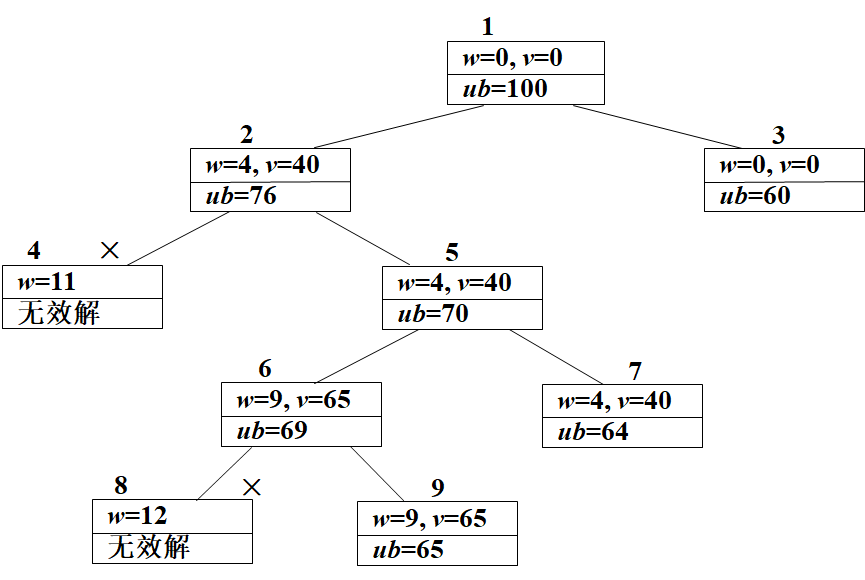 1
w=0, v=0
ub=100
2
w=4, v=40
ub=76
3
w=0, v=0
ub=60
4 ×
w=11
无效解
5
w=4, v=40
ub=70
6
w=9, v=65
ub=69
7
w=4, v=40
ub=64
8 ×
w=12
无效解
9
w=9, v=65
ub=65